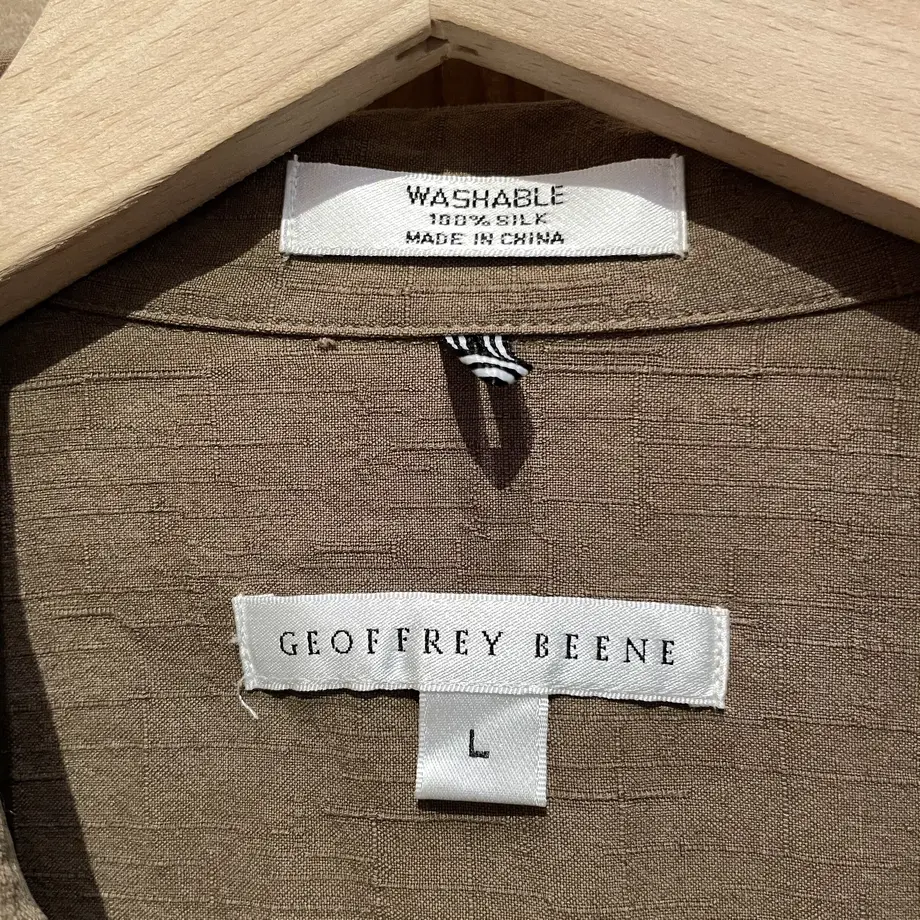 WASHABLE
100% SILK
MADE IN CHINA
GEOFFREY BEENE
L